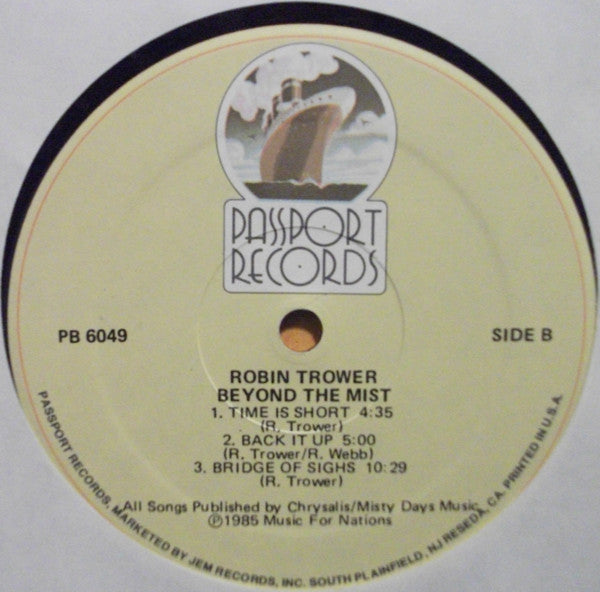 PASSPORT
RECORDS
PB 6049
SIDE B
ROBIN TROWER
BEYOND THE MIST
1. TIME IS SHORT 4:35
(R. Trower)
2. BACK IT UP 5:00
(R. Trower/R. Webb)
3. BRIDGE OF SIGHS 10:29
(R. Trower)
All Songs Published by Chrysalis/Misty Days Music
℗1985 Music For Nations
PASSPORT RECORDS, MARKETED BY JEM RECORDS, INC. SOUTH PLAINFIELD, NJ RESEDA, CA. PRINTED IN U.S.A.